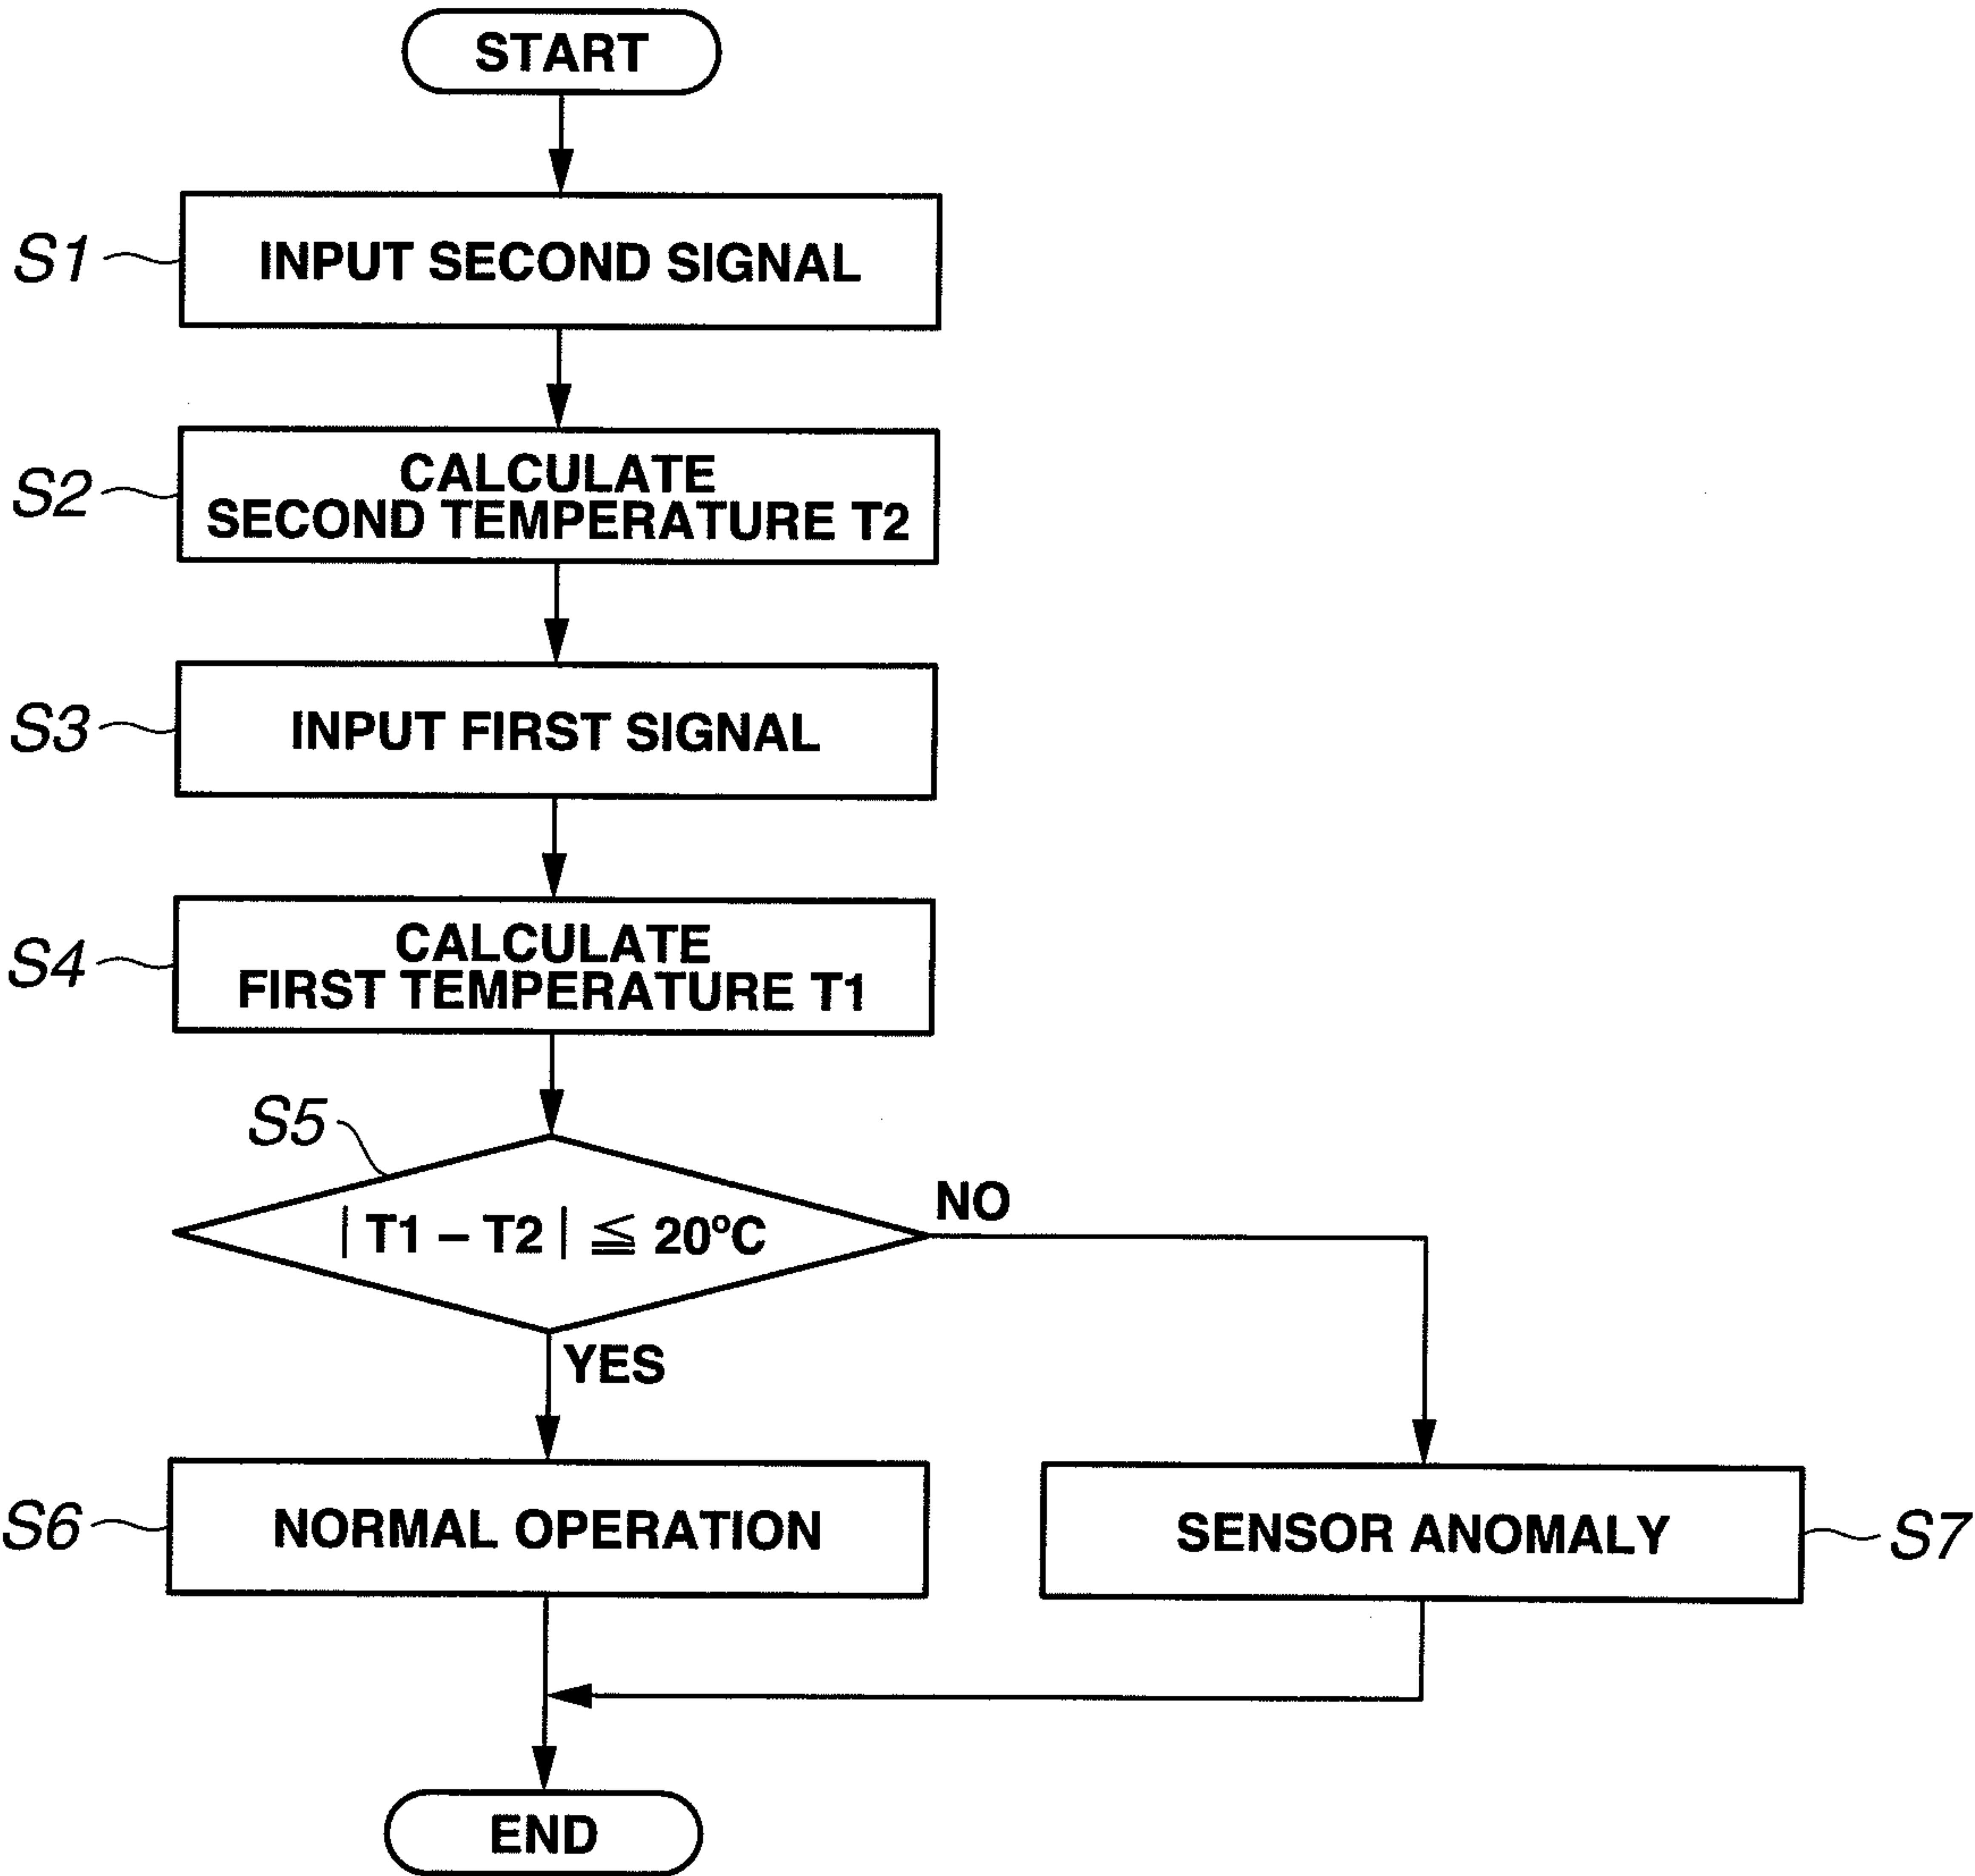 START
S1
INPUT SECOND SIGNAL
S2
CALCULATE
SECOND TEMPERATURE T2
S3
INPUT FIRST SIGNAL
S4
CALCULATE
FIRST TEMPERATURE T1
S5
| T1 – T2 | ≦ 20°C
NO
YES
S6
NORMAL OPERATION
SENSOR ANOMALY
S7
END